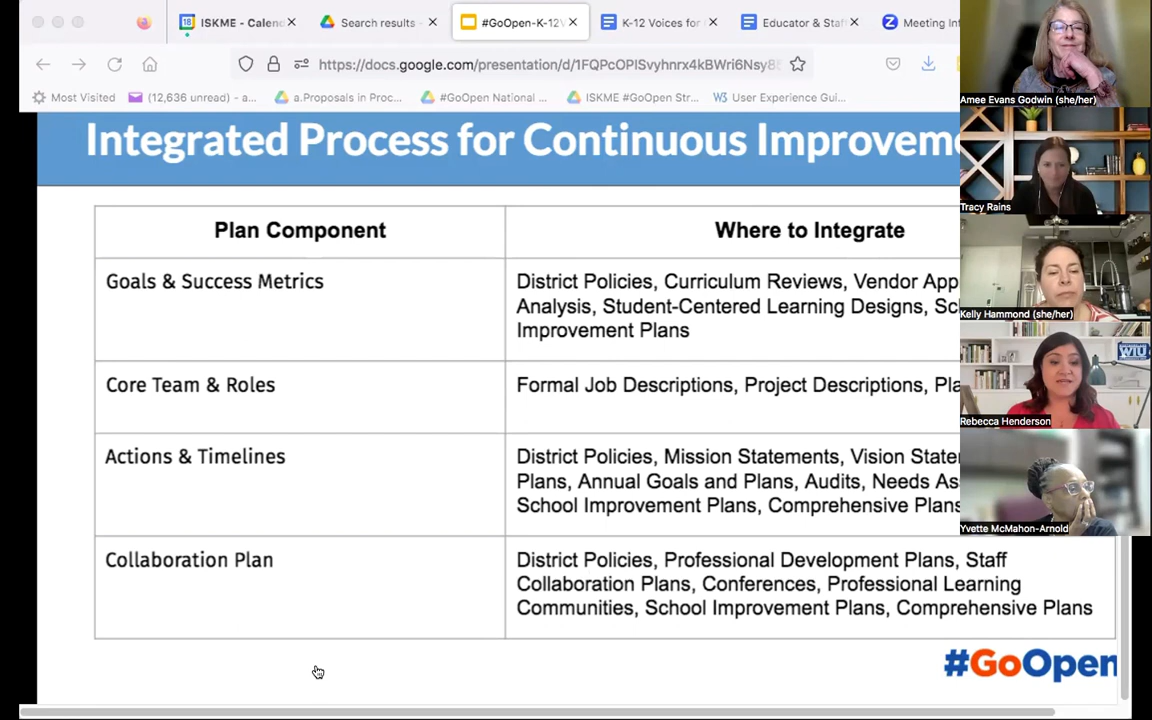 ISKME - Calend
Search results -
#GoOpen-K-12V
K-12 Voices for
Educator & Staf
Meeting In
https://docs.google.com/presentation/d/1FQPcOPlSvyhnrx4kBWri6Nsy8
Most Visited
(12,636 unread) - a...
a.Proposals in Proc...
#GoOpen National ...
ISKME #GoOpen Str...
User Experience Gui...
Integrated Process for Continuous Improvem
Plan Component
Where to Integrate
Goals & Success Metrics
District Policies, Curriculum Reviews, Vendor App
Analysis, Student-Centered Learning Designs, Sc
Improvement Plans
Core Team & Roles
Formal Job Descriptions, Project Descriptions, Pla
Actions & Timelines
District Policies, Mission Statements, Vision State
Plans, Annual Goals and Plans, Audits, Needs As
School Improvement Plans, Comprehensive Plans
Collaboration Plan
District Policies, Professional Development Plans, Staff
Collaboration Plans, Conferences, Professional Learning
Communities, School Improvement Plans, Comprehensive Plans
#GoOpen
Amee Evans Godwin (she/her)
Tracy Rains
Kelly Hammond (she/her)
WIU
Rebecca Henderson
Yvette McMahon-Arnold